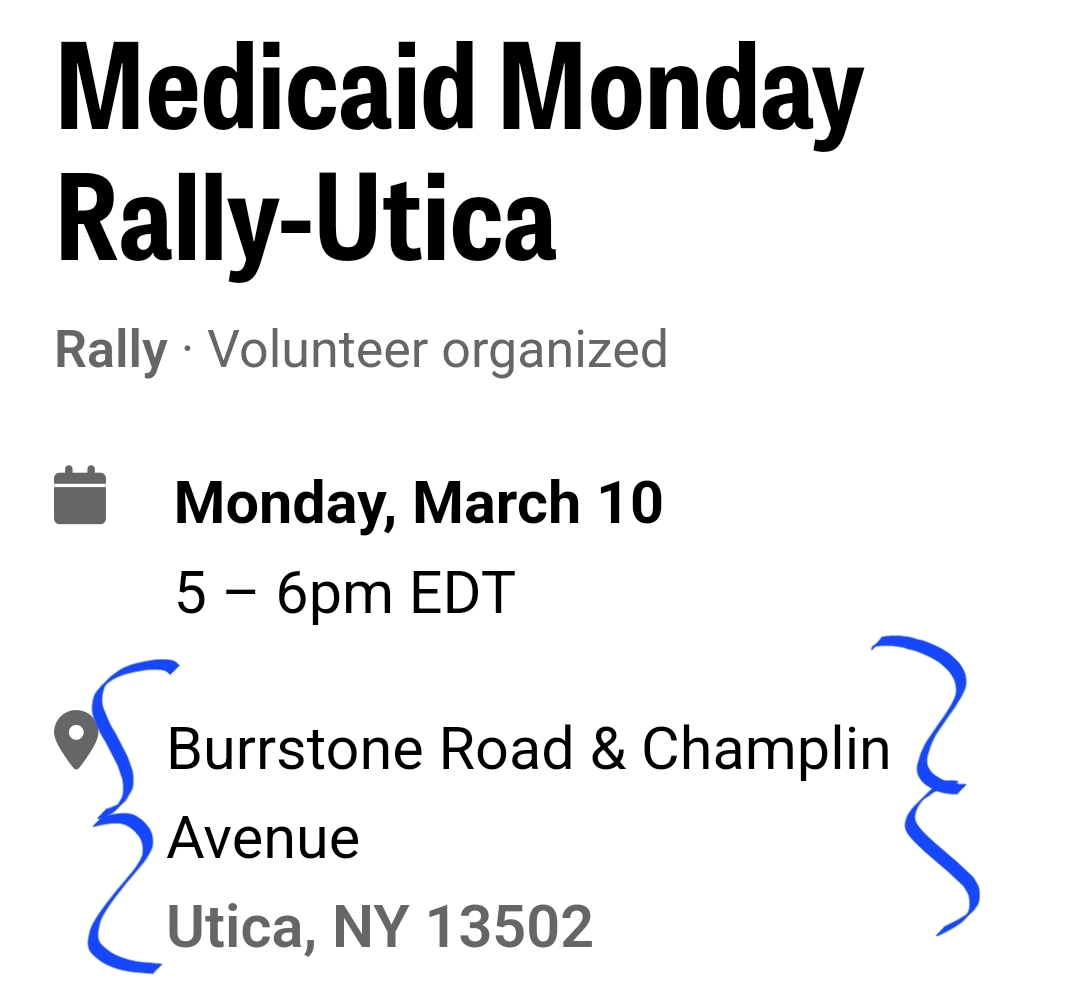 Medicaid Monday
Rally-Utica
Rally · Volunteer organized
Monday, March 10
5 – 6pm EDT
Burrstone Road & Champlin
Avenue
Utica, NY 13502